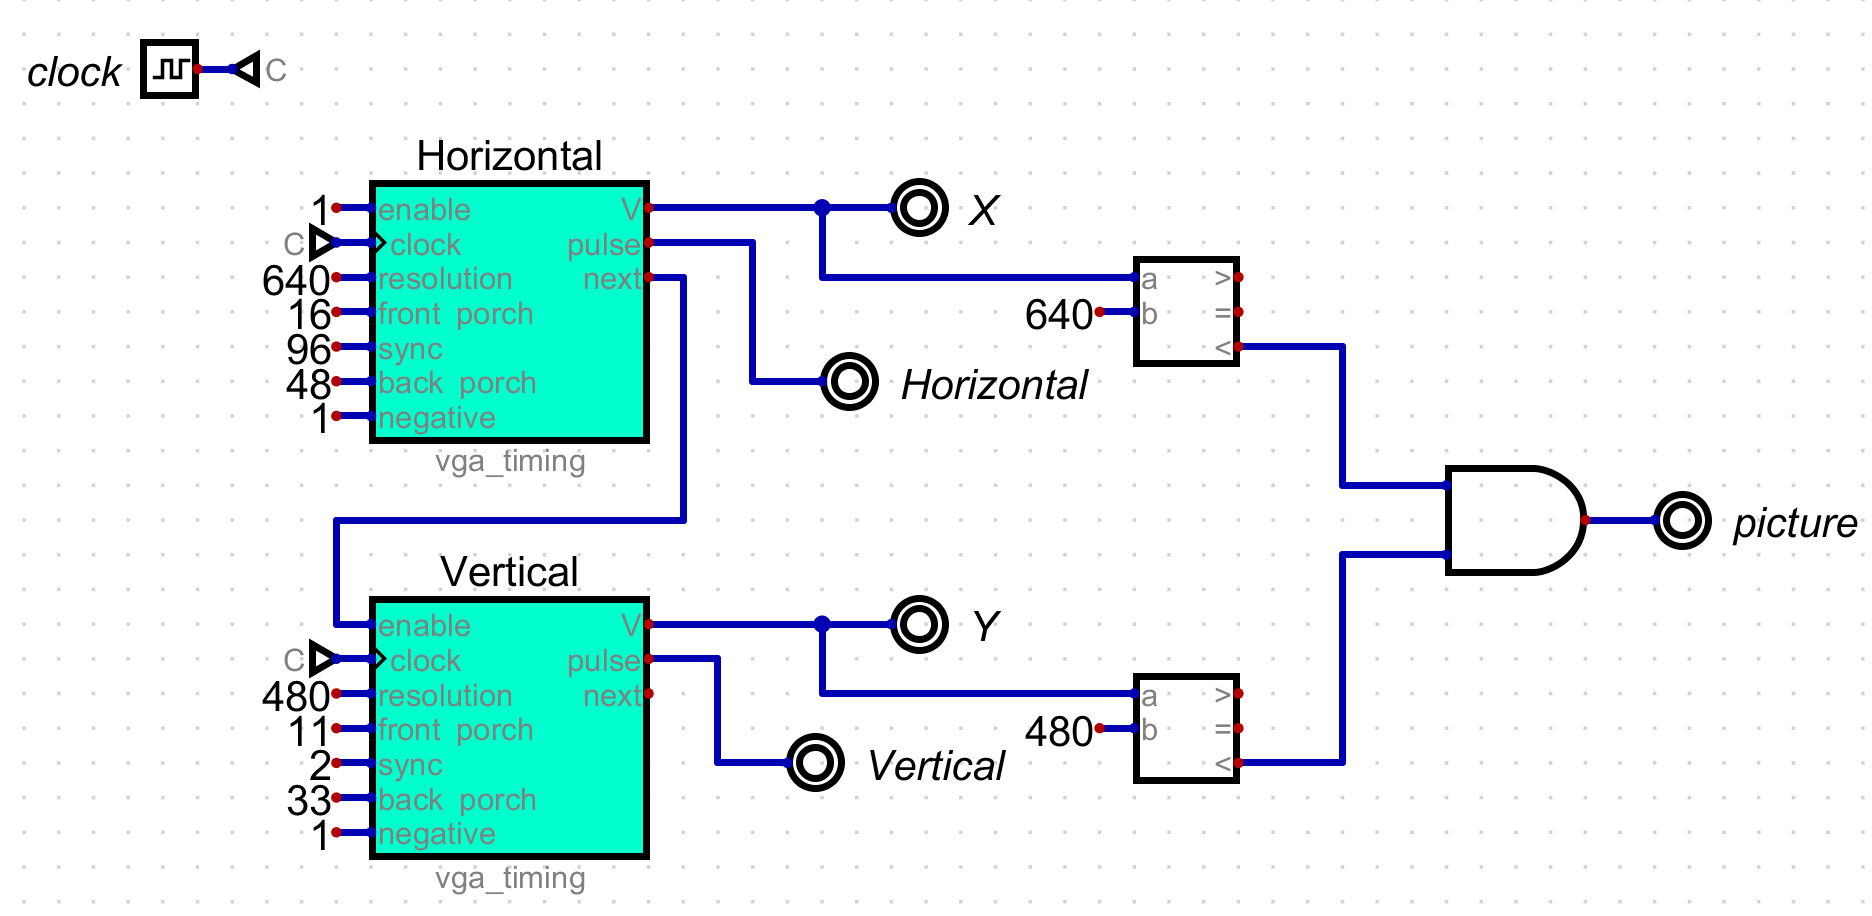 clock C
Horizontal
1 enable V X
C clock pulse
640 resolution next a >
16 front porch 640 b =
96 sync <
48 back porch Horizontal
1 negative
vga_timing
picture
Vertical
enable V Y
C clock pulse
480 resolution next a >
11 front porch 480 b =
2 sync Vertical <
33 back porch
1 negative
vga_timing